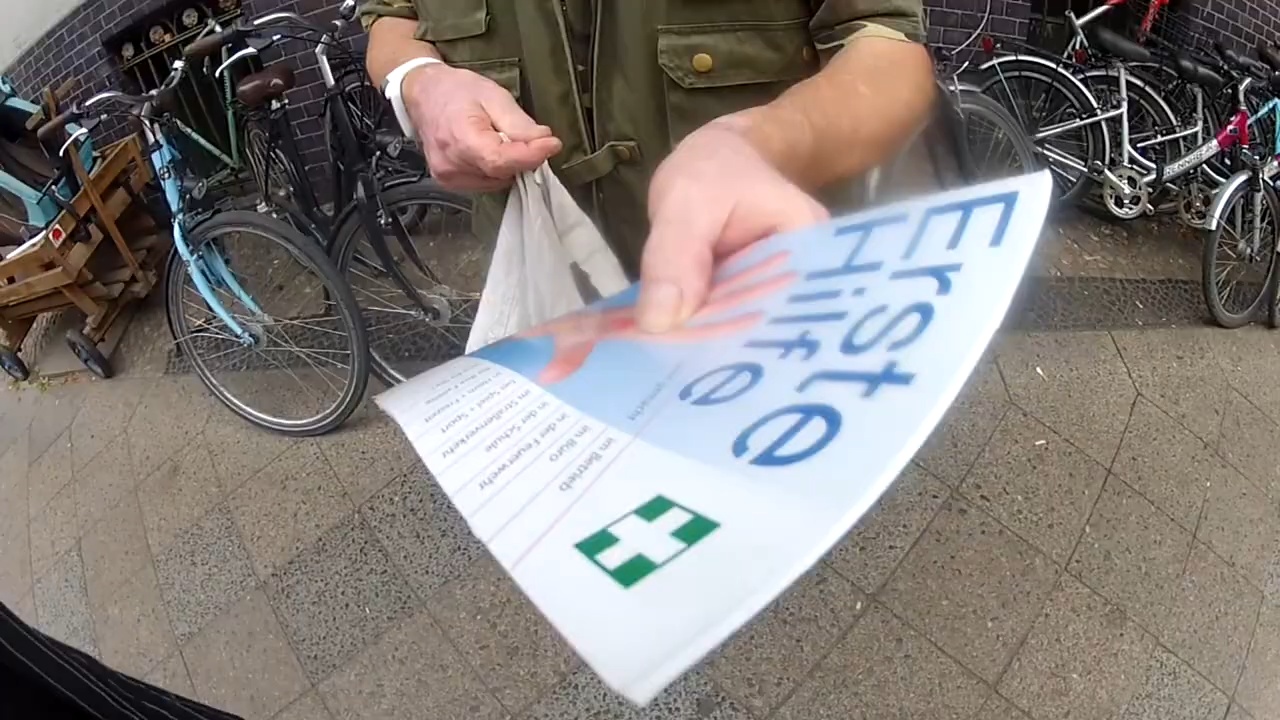 Erste
Hilfe
im Betrieb
im Büro
in der Feuerwehr
in der Schule
im Straßenverkehr
bei Spiel + Sport